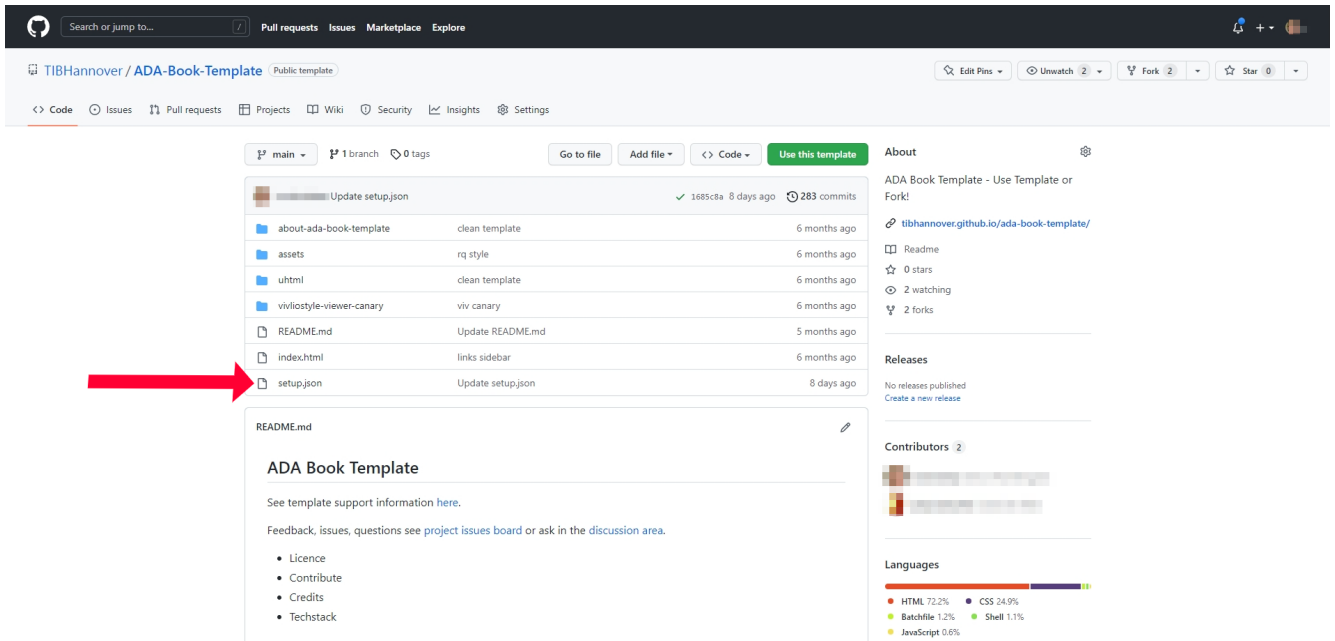 Search or jump to... / Pull requests Issues Marketplace Explore
TIBHannover / ADA-Book-Template Public template Edit Pins Unwatch 2 Fork 2 Star 0
Code Issues Pull requests Projects Wiki Security Insights Settings
main 1 branch 0 tags Go to file Add file Code Use this template
Update setup.json 1685c8a 8 days ago 283 commits
about-ada-book-template clean template 6 months ago
assets rq style 6 months ago
uhtml clean template 6 months ago
vivliostyle-viewer-canary viv canary 6 months ago
README.md Update README.md 5 months ago
index.html links sidebar 6 months ago
setup.json Update setup.json 8 days ago
README.md
ADA Book Template
See template support information here.
Feedback, issues, questions see project issues board or ask in the discussion area.
Licence
Contribute
Credits
Techstack
About
ADA Book Template - Use Template or
Fork!
tibhannover.github.io/ada-book-template/
Readme
0 stars
2 watching
2 forks
Releases
No releases published
Create a new release
Contributors 2
Languages
HTML 72.2% CSS 24.9%
Batchfile 1.2% Shell 1.1%
JavaScript 0.6%